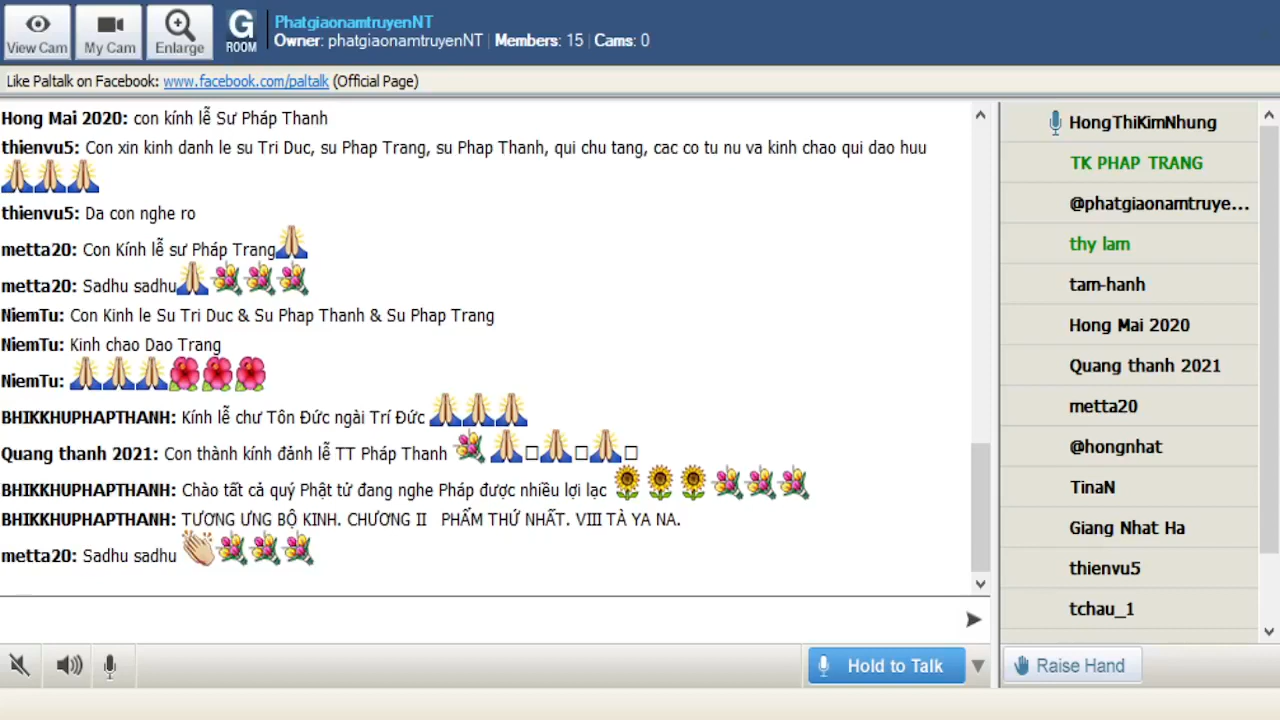 View Cam
My Cam
Enlarge
G
ROOM
PhatgiaonamtruyenNT
Owner: phatgiaonamtruyenNT | Members: 15 | Cams: 0
Like Paltalk on Facebook: www.facebook.com/paltalk (Official Page)
Hong Mai 2020: con kính lễ Sư Pháp Thanh
thienvu5: Con xin kinh danh le su Tri Duc, su Phap Trang, su Phap Thanh, qui chu tang, cac co tu nu va kinh chao qui dao huu
🙏🙏🙏
thienvu5: Da con nghe ro
metta20: Con Kính lễ sư Pháp Trang🙏
metta20: Sadhu sadhu🙏💐💐💐
NiemTu: Con Kinh le Su Tri Duc & Su Phap Thanh & Su Phap Trang
NiemTu: Kinh chao Dao Trang
NiemTu: 🙏🙏🙏🌺🌺🌺
BHIKKHUPHAPTHANH: Kính lễ chư Tôn Đức ngài Trí Đức 🙏🙏🙏
Quang thanh 2021: Con thành kính đảnh lễ TT Pháp Thanh 💐🙏□🙏□🙏□
BHIKKHUPHAPTHANH: Chào tất cả quý Phật tử đang nghe Pháp được nhiều lợi lạc 🌻🌻🌻💐💐💐
BHIKKHUPHAPTHANH: TƯƠNG ƯNG BỘ KINH. CHƯƠNG II PHẨM THỨ NHẤT. VIII TÀ YA NA.
metta20: Sadhu sadhu 👏💐💐💐
Hold to Talk
HongThiKimNhung
TK PHAP TRANG
@phatgiaonamtruye...
thy lam
tam-hanh
Hong Mai 2020
Quang thanh 2021
metta20
@hongnhat
TinaN
Giang Nhat Ha
thienvu5
tchau_1
Raise Hand